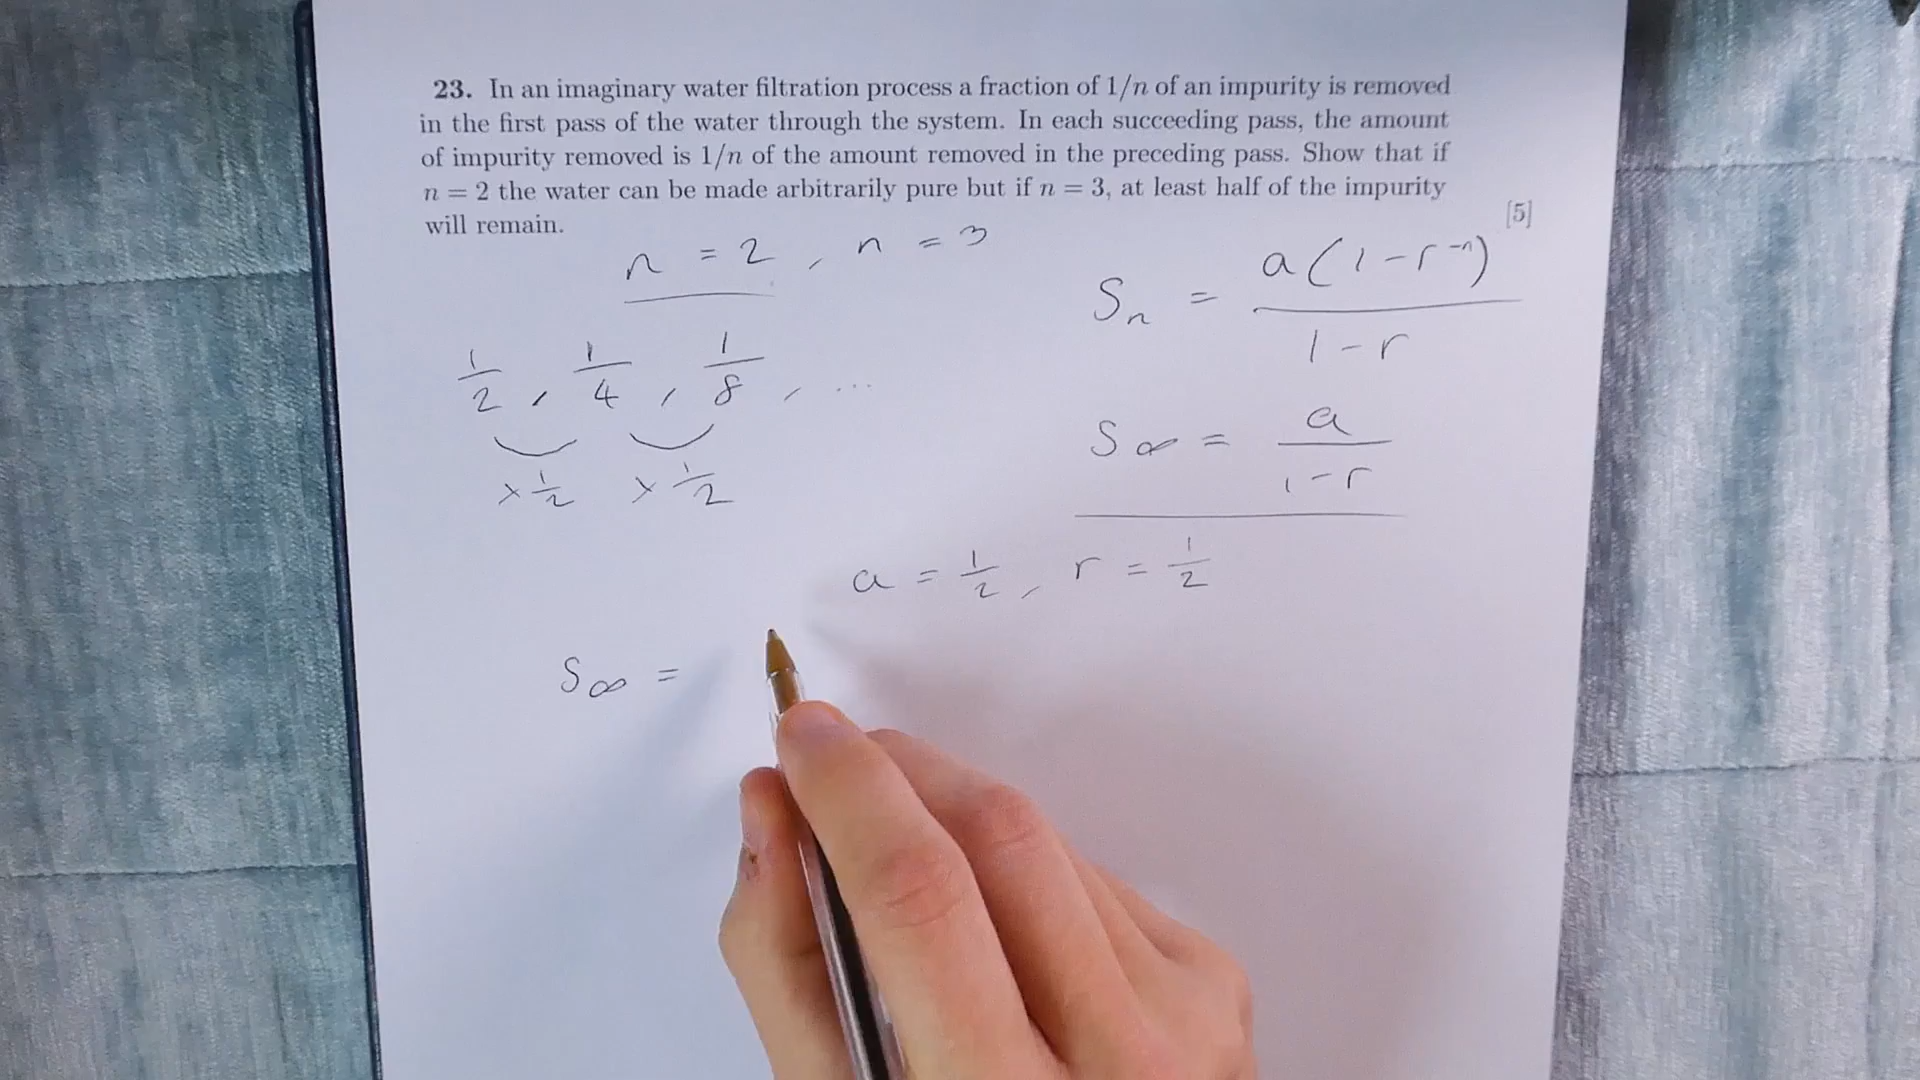 23. In an imaginary water filtration process a fraction of 1/n of an impurity is removed
in the first pass of the water through the system. In each succeeding pass, the amount
of impurity removed is 1/n of the amount removed in the preceding pass. Show that if
n = 2 the water can be made arbitrarily pure but if n = 3, at least half of the impurity
will remain.
[5]
n = 2, n = 3
Sn = a(1-r^-n) / 1-r
1/2, 1/4, 1/8, ...
S∞ = a / 1-r
×1/2 ×1/2
a = 1/2, r = 1/2
S∞ =